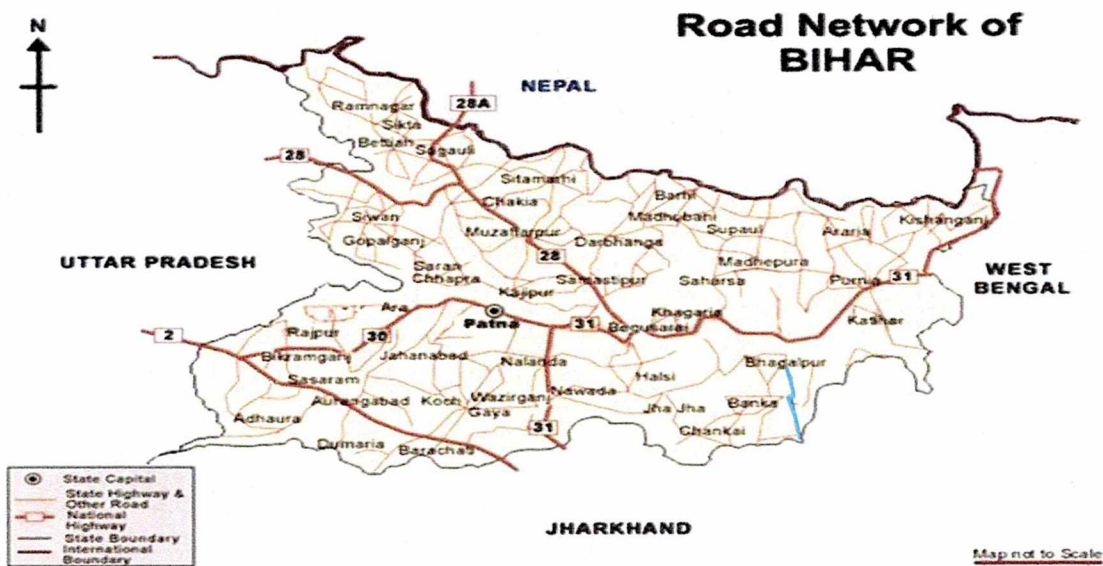 Road Network of
BIHAR
N
NEPAL
28A
Ramnagar
Sikta
Bettiah
Sagauli
28
Sitamarhi
Barhi
Chakia
Madhubani
Kishanganj
Siwan
Supaul
Araria
Gopalganj
Muzaffarpur
Darbhanga
28
Madhepura
UTTAR PRADESH
Saran
Chhapra
Samastipur
Saharsa
Purnia
31
WEST
BENGAL
Ara
Patna
Khagaria
31
Begusarai
Katihar
2
Rajpur
30
Bikramganj
Jahanabad
Nalanda
Bhagalpur
Sasaram
Halsi
Nawada
Aurangabad
Koch
Wazirganj
Gaya
Jha Jha
Banka
Adhaura
31
Chankai
Dumaria
Barachati
State Capital
State Highway &
Other Road
National
Highway
State Boundary
International
Boundary
JHARKHAND
Map not to Scale